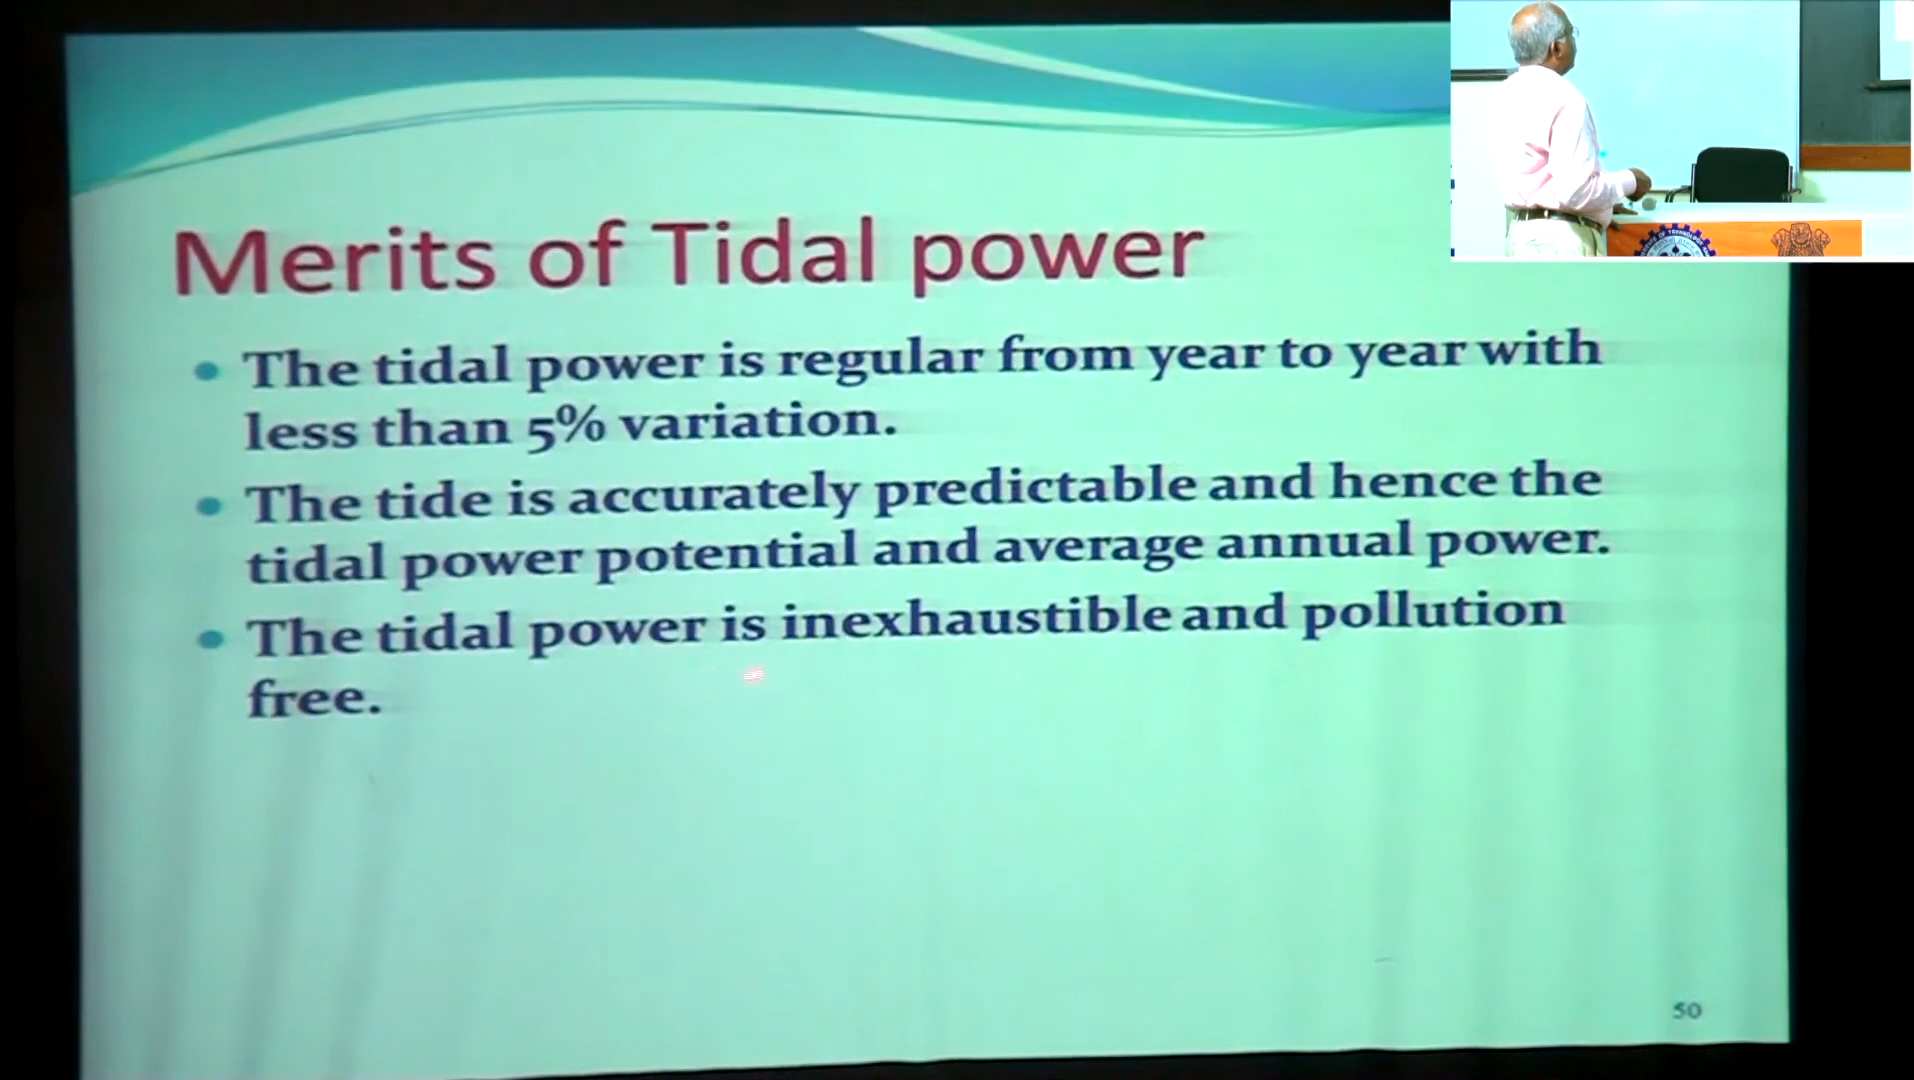 Merits of Tidal power
• The tidal power is regular from year to year with
less than 5% variation.
• The tide is accurately predictable and hence the
tidal power potential and average annual power.
• The tidal power is inexhaustible and pollution
free.
50